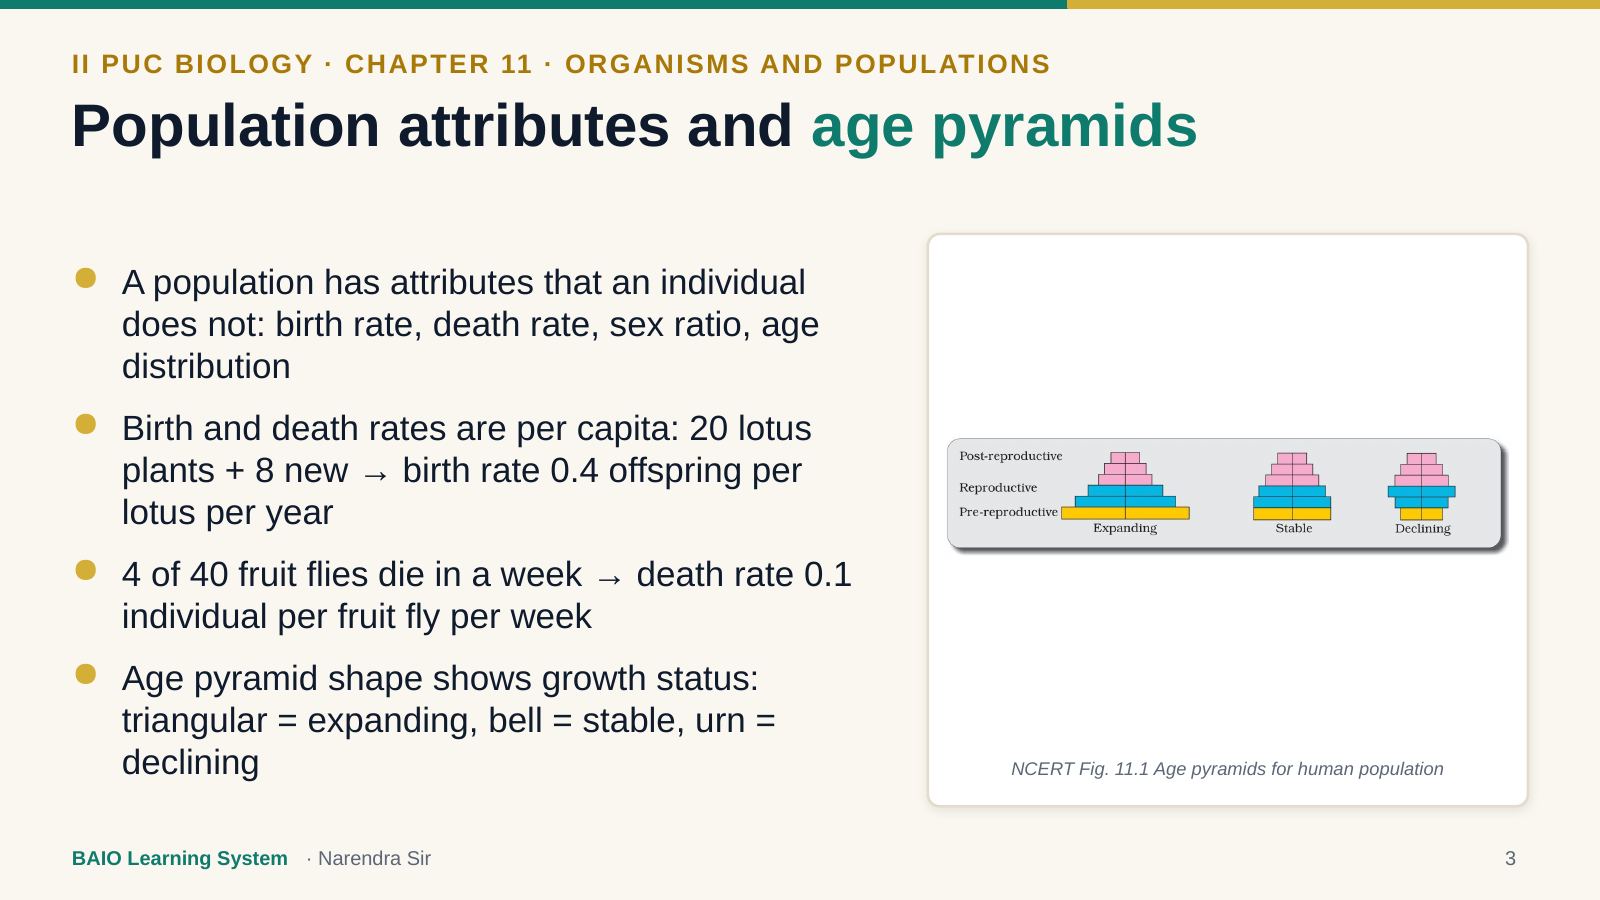 II PUC BIOLOGY · CHAPTER 11 · ORGANISMS AND POPULATIONS
Population attributes and age pyramids
A population has attributes that an individual
does not: birth rate, death rate, sex ratio, age
distribution
Birth and death rates are per capita: 20 lotus
plants + 8 new → birth rate 0.4 offspring per
lotus per year
4 of 40 fruit flies die in a week → death rate 0.1
individual per fruit fly per week
Age pyramid shape shows growth status:
triangular = expanding, bell = stable, urn =
declining
Post-reproductive
Reproductive
Pre-reproductive
Expanding
Stable
Declining
NCERT Fig. 11.1 Age pyramids for human population
BAIO Learning System · Narendra Sir
3